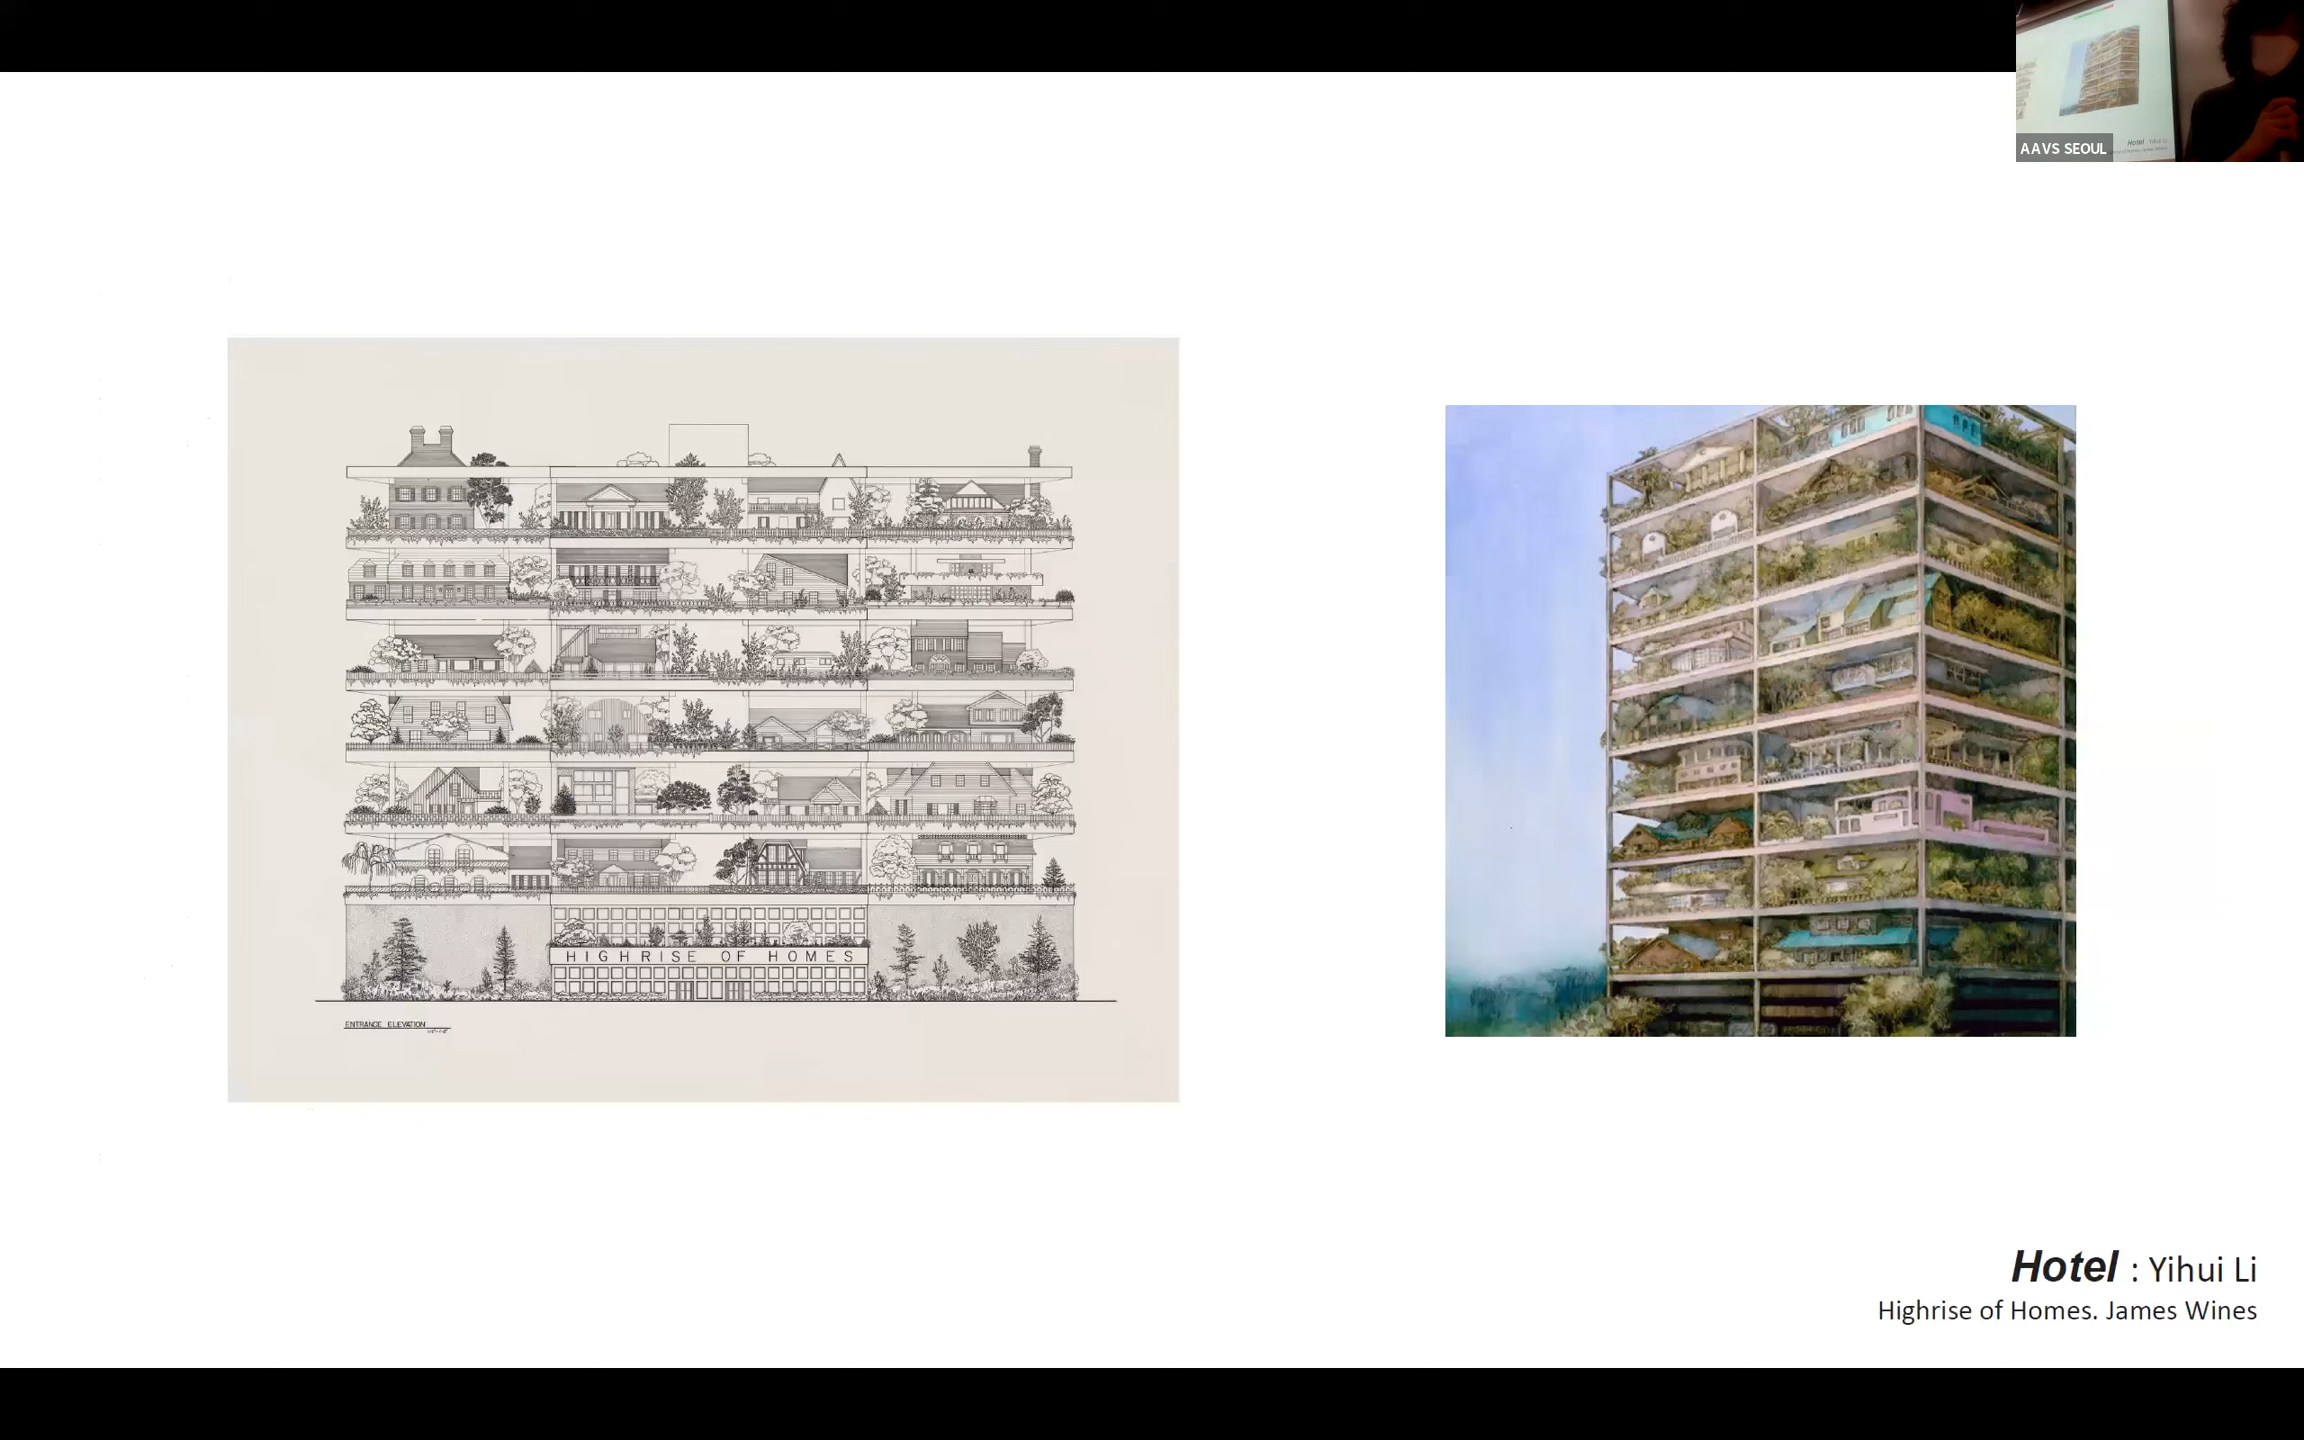 AAVS SEOUL
HIGHRISE OF HOMES
ENTRANCE ELEVATION
Hotel : Yihui Li
Highrise of Homes. James Wines